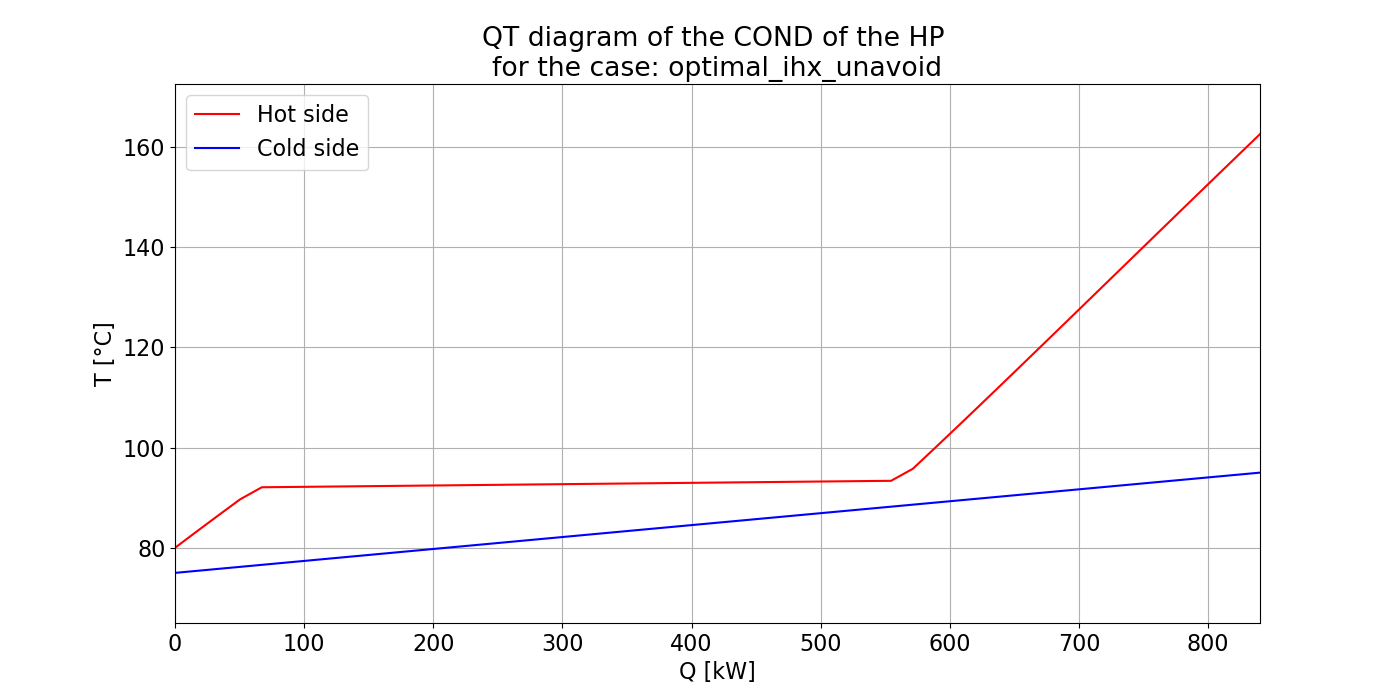 QT diagram of the COND of the HP
for the case: optimal_ihx_unavoid
Hot side
Cold side
T [°C]
160
140
120
100
80
0 100 200 300 400 500 600 700 800
Q [kW]